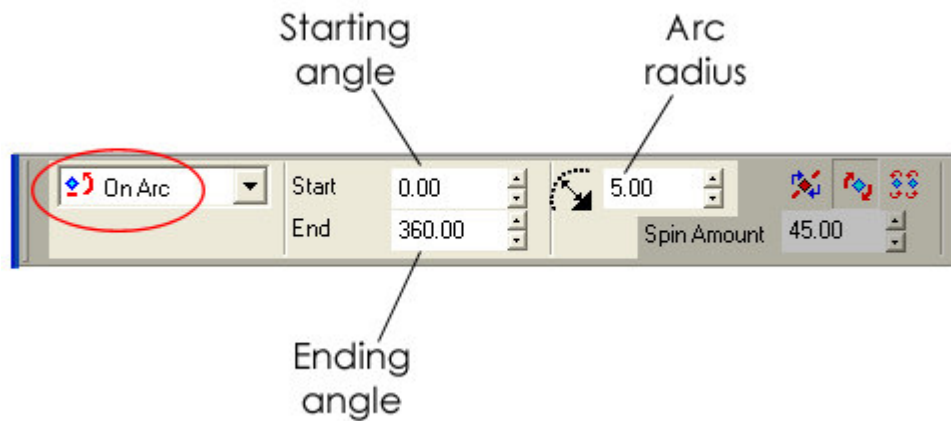 Starting
angle
Arc
radius
On Arc
Start
0.00
5.00
End
360.00
Spin Amount
45.00
Ending
angle